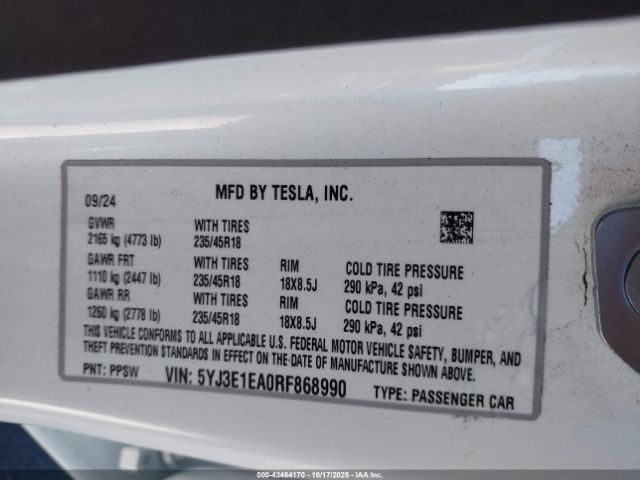 MFD BY TESLA, INC.
09/24
GVWR WITH TIRES
2165 kg (4773 lb) 235/45R18
GAWR FRT WITH TIRES RIM COLD TIRE PRESSURE
1110 kg (2447 lb) 235/45R18 18X8.5J 290 kPa, 42 psi
GAWR RR WITH TIRES RIM COLD TIRE PRESSURE
1260 kg (2778 lb) 235/45R18 18X8.5J 290 kPa, 42 psi
THIS VEHICLE CONFORMS TO ALL APPLICABLE U.S. FEDERAL MOTOR VEHICLE SAFETY, BUMPER, AND
THEFT PREVENTION STANDARDS IN EFFECT ON THE DATE OF MANUFACTURE SHOWN ABOVE.
PNT: PPSW VIN: 5YJ3E1EA0RF868990 TYPE: PASSENGER CAR
000-43464170 - 10/17/2025 - IAAI.COM